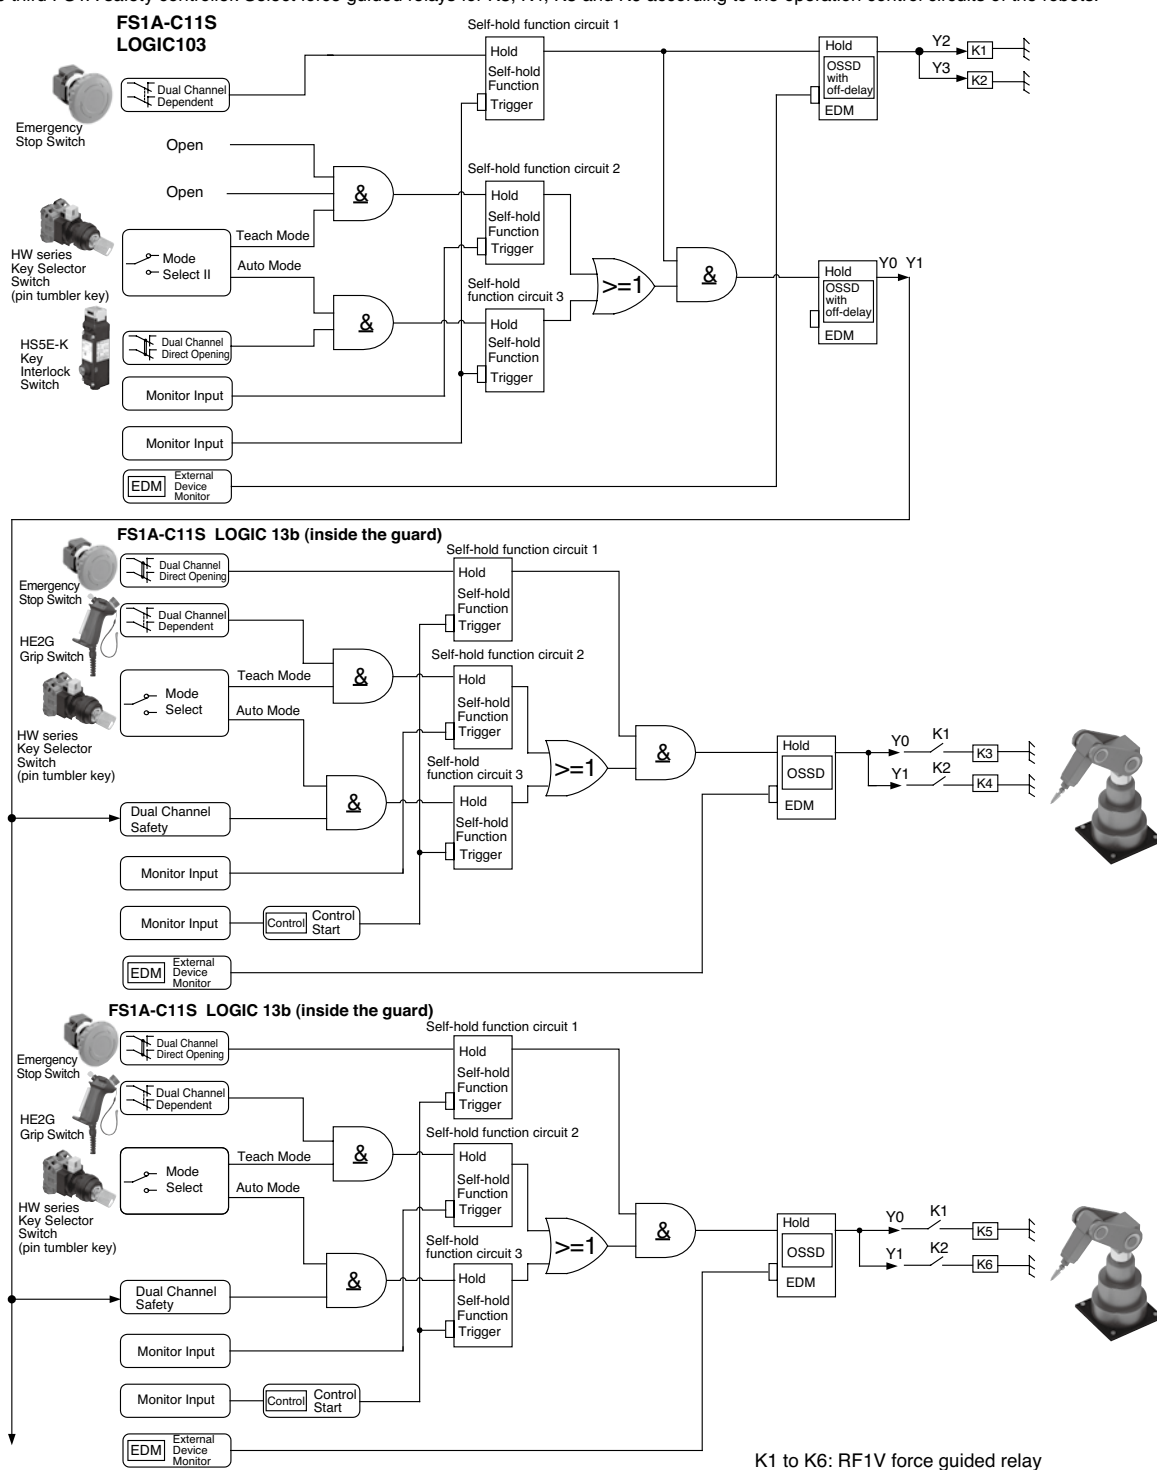 third FS1A safety controller. Select force guided relays for K3, K4, K5 and K6 according to the operation control circuits of the robots.
FS1A-C11S
LOGIC103
Self-hold function circuit 1
Hold
Self-hold
Function
Trigger
Hold
OSSD
with
off-delay
EDM
Y2
K1
Y3
K2
Dual Channel
Dependent
Emergency
Stop Switch
Open
Open
&
Self-hold function circuit 2
Hold
Self-hold
Function
Trigger
HW series
Key Selector
Switch
(pin tumbler key)
Mode
Select II
Teach Mode
Auto Mode
&
Self-hold
function circuit 3
Hold
Self-hold
Function
Trigger
>=1
&
Hold
OSSD
with
off-delay
EDM
Y0 Y1
HS5E-K
Key
Interlock
Switch
Dual Channel
Direct Opening
Monitor Input
Monitor Input
EDM
External
Device
Monitor
FS1A-C11S LOGIC 13b (inside the guard)
Self-hold function circuit 1
Hold
Self-hold
Function
Trigger
Dual Channel
Direct Opening
Emergency
Stop Switch
Dual Channel
Dependent
HE2G
Grip Switch
&
Self-hold function circuit 2
Hold
Self-hold
Function
Trigger
Mode
Select
Teach Mode
Auto Mode
HW series
Key Selector
Switch
(pin tumbler key)
&
Self-hold
function circuit 3
Hold
Self-hold
Function
Trigger
>=1
&
Hold
OSSD
EDM
Y0
K1
K3
Y1
K2
K4
Dual Channel
Safety
Monitor Input
Monitor Input
Control
Control
Start
EDM
External
Device
Monitor
FS1A-C11S LOGIC 13b (inside the guard)
Self-hold function circuit 1
Hold
Self-hold
Function
Trigger
Dual Channel
Direct Opening
Emergency
Stop Switch
Dual Channel
Dependent
HE2G
Grip Switch
&
Self-hold function circuit 2
Hold
Self-hold
Function
Trigger
Mode
Select
Teach Mode
Auto Mode
HW series
Key Selector
Switch
(pin tumbler key)
&
Self-hold
function circuit 3
Hold
Self-hold
Function
Trigger
>=1
&
Hold
OSSD
EDM
Y0
K1
K5
Y1
K2
K6
Dual Channel
Safety
Monitor Input
Monitor Input
Control
Control
Start
EDM
External
Device
Monitor
K1 to K6: RF1V force guided relay